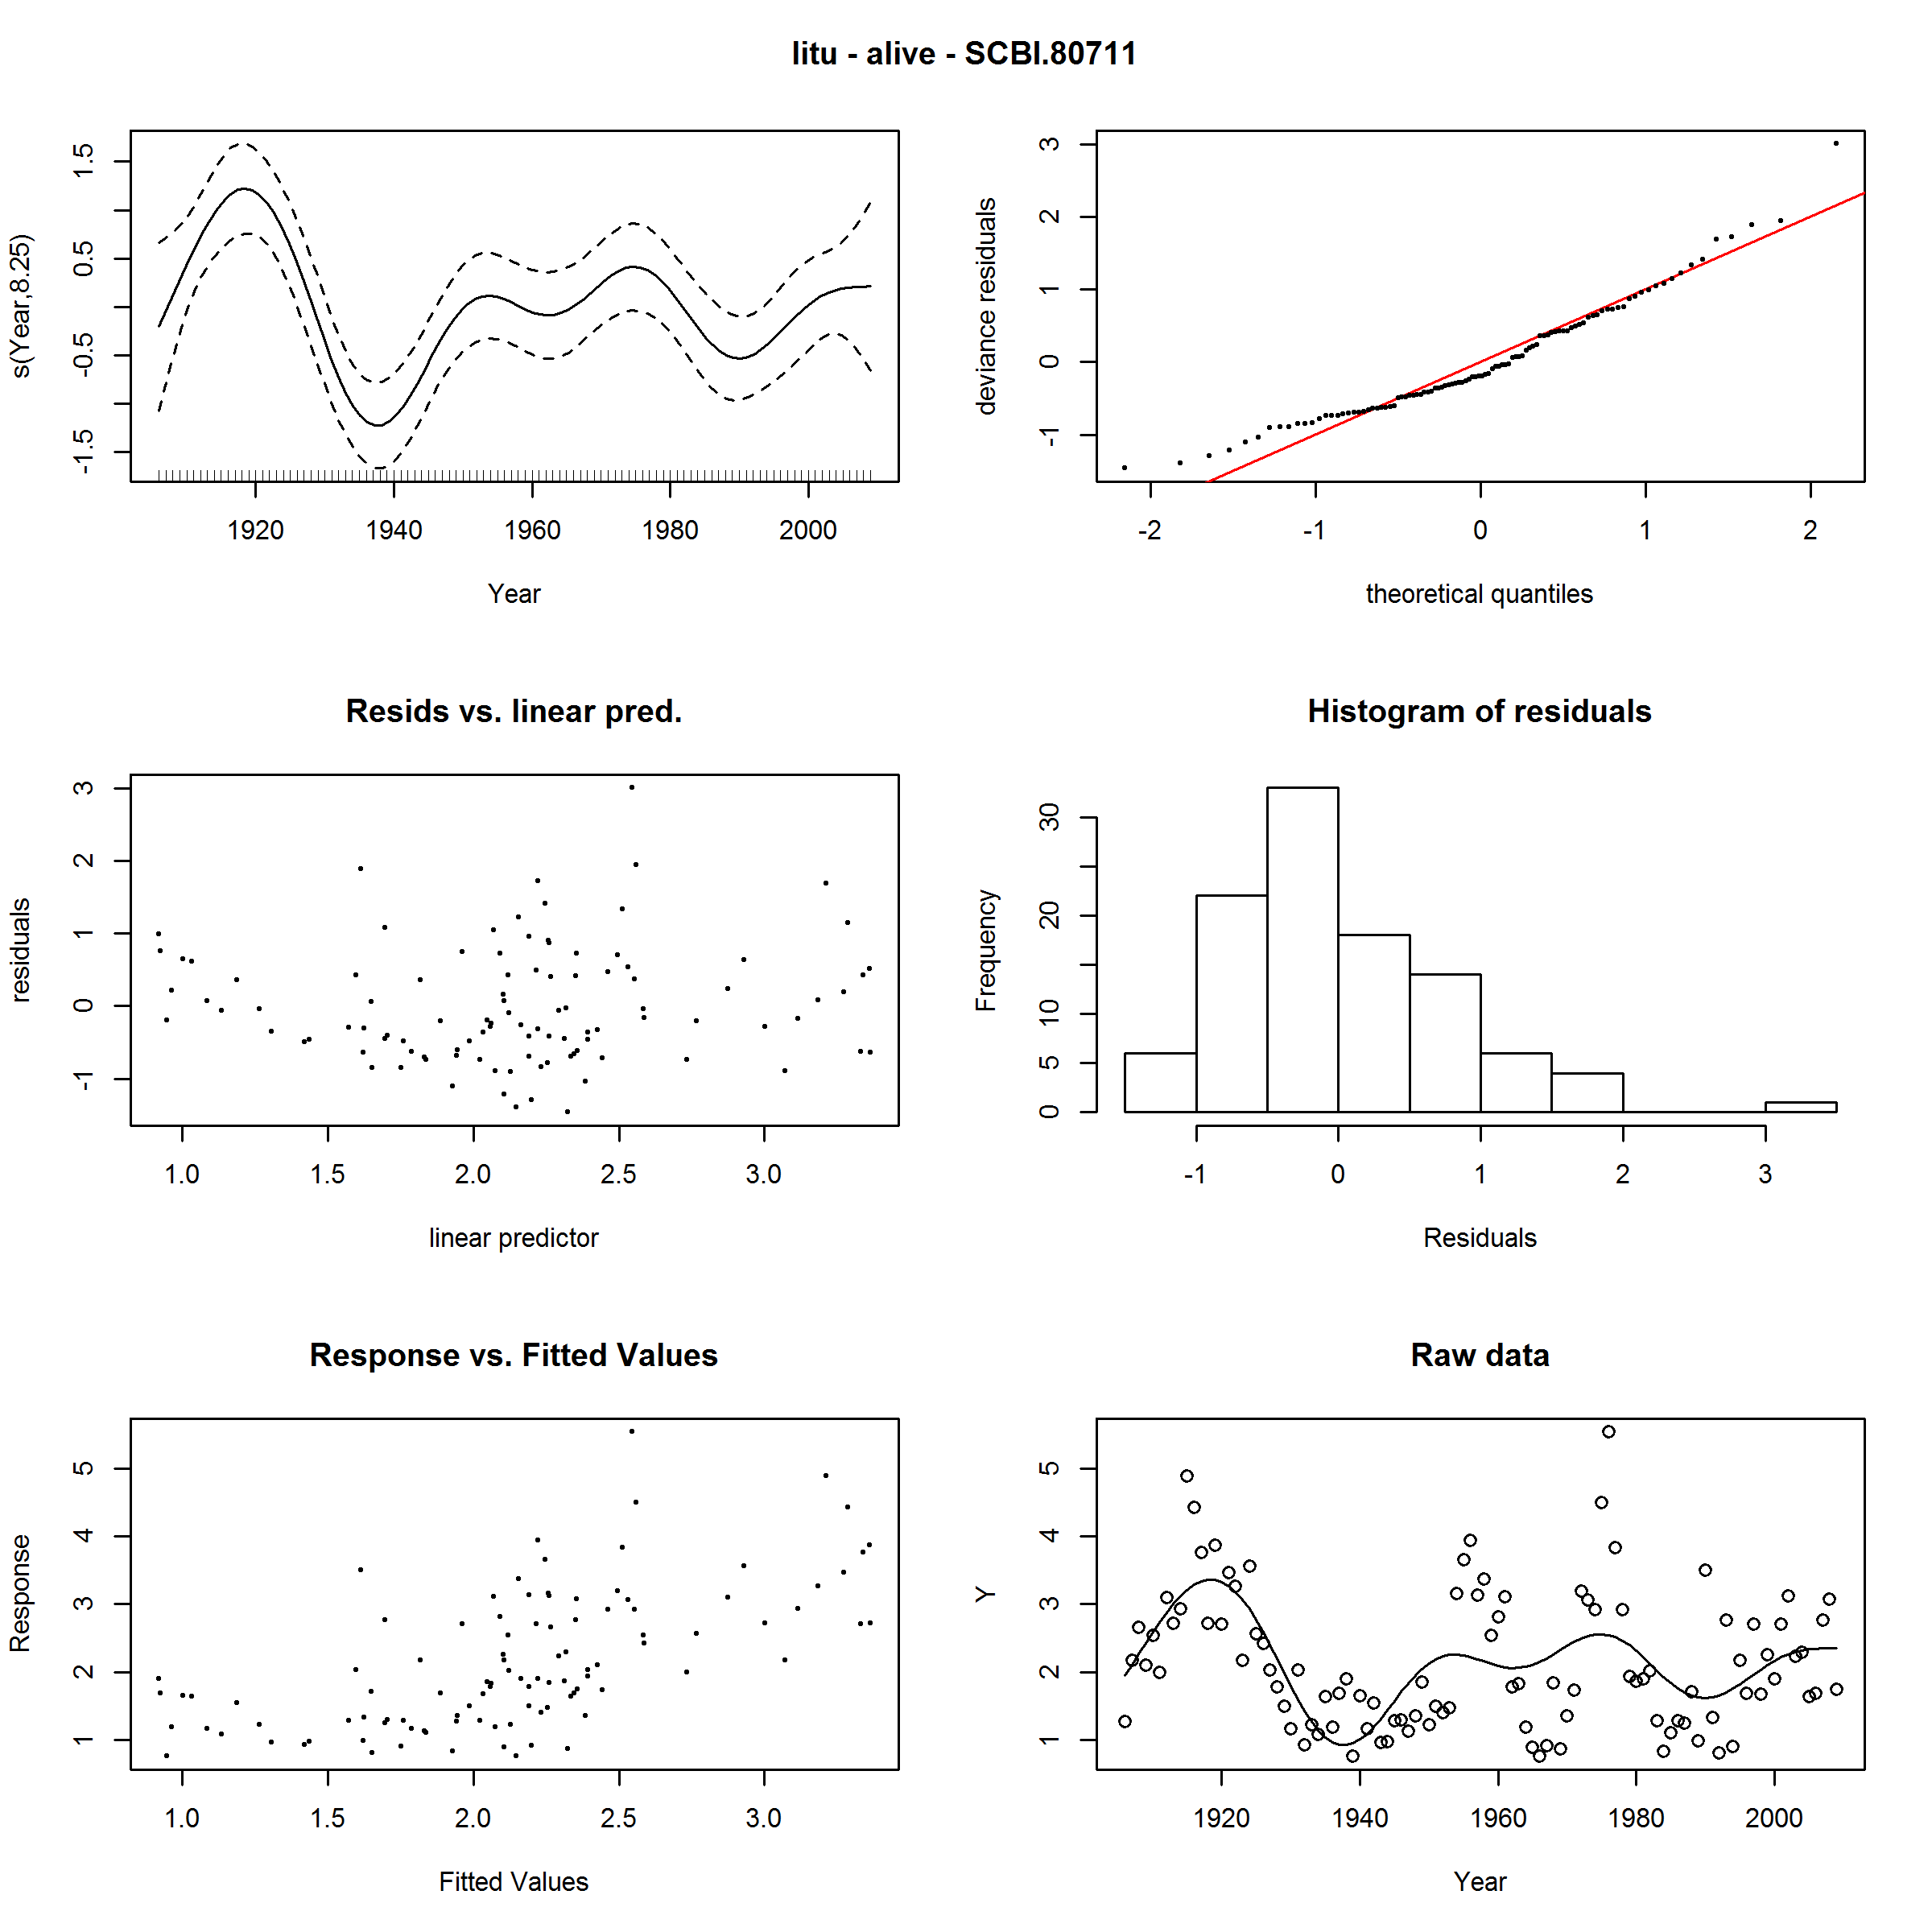 litu - alive - SCBI.80711
s(Year,8.25)
-1.5 -0.5 0.5 1.5
1920 1940 1960 1980 2000
Year
deviance residuals
-1 0 1 2 3
-2 -1 0 1 2
theoretical quantiles
Resids vs. linear pred.
residuals
-1 0 1 2 3
1.0 1.5 2.0 2.5 3.0
linear predictor
Histogram of residuals
Frequency
0 5 10 20 30
-1 0 1 2 3
Residuals
Response vs. Fitted Values
Response
1 2 3 4 5
1.0 1.5 2.0 2.5 3.0
Fitted Values
Raw data
Y
1 2 3 4 5
1920 1940 1960 1980 2000
Year